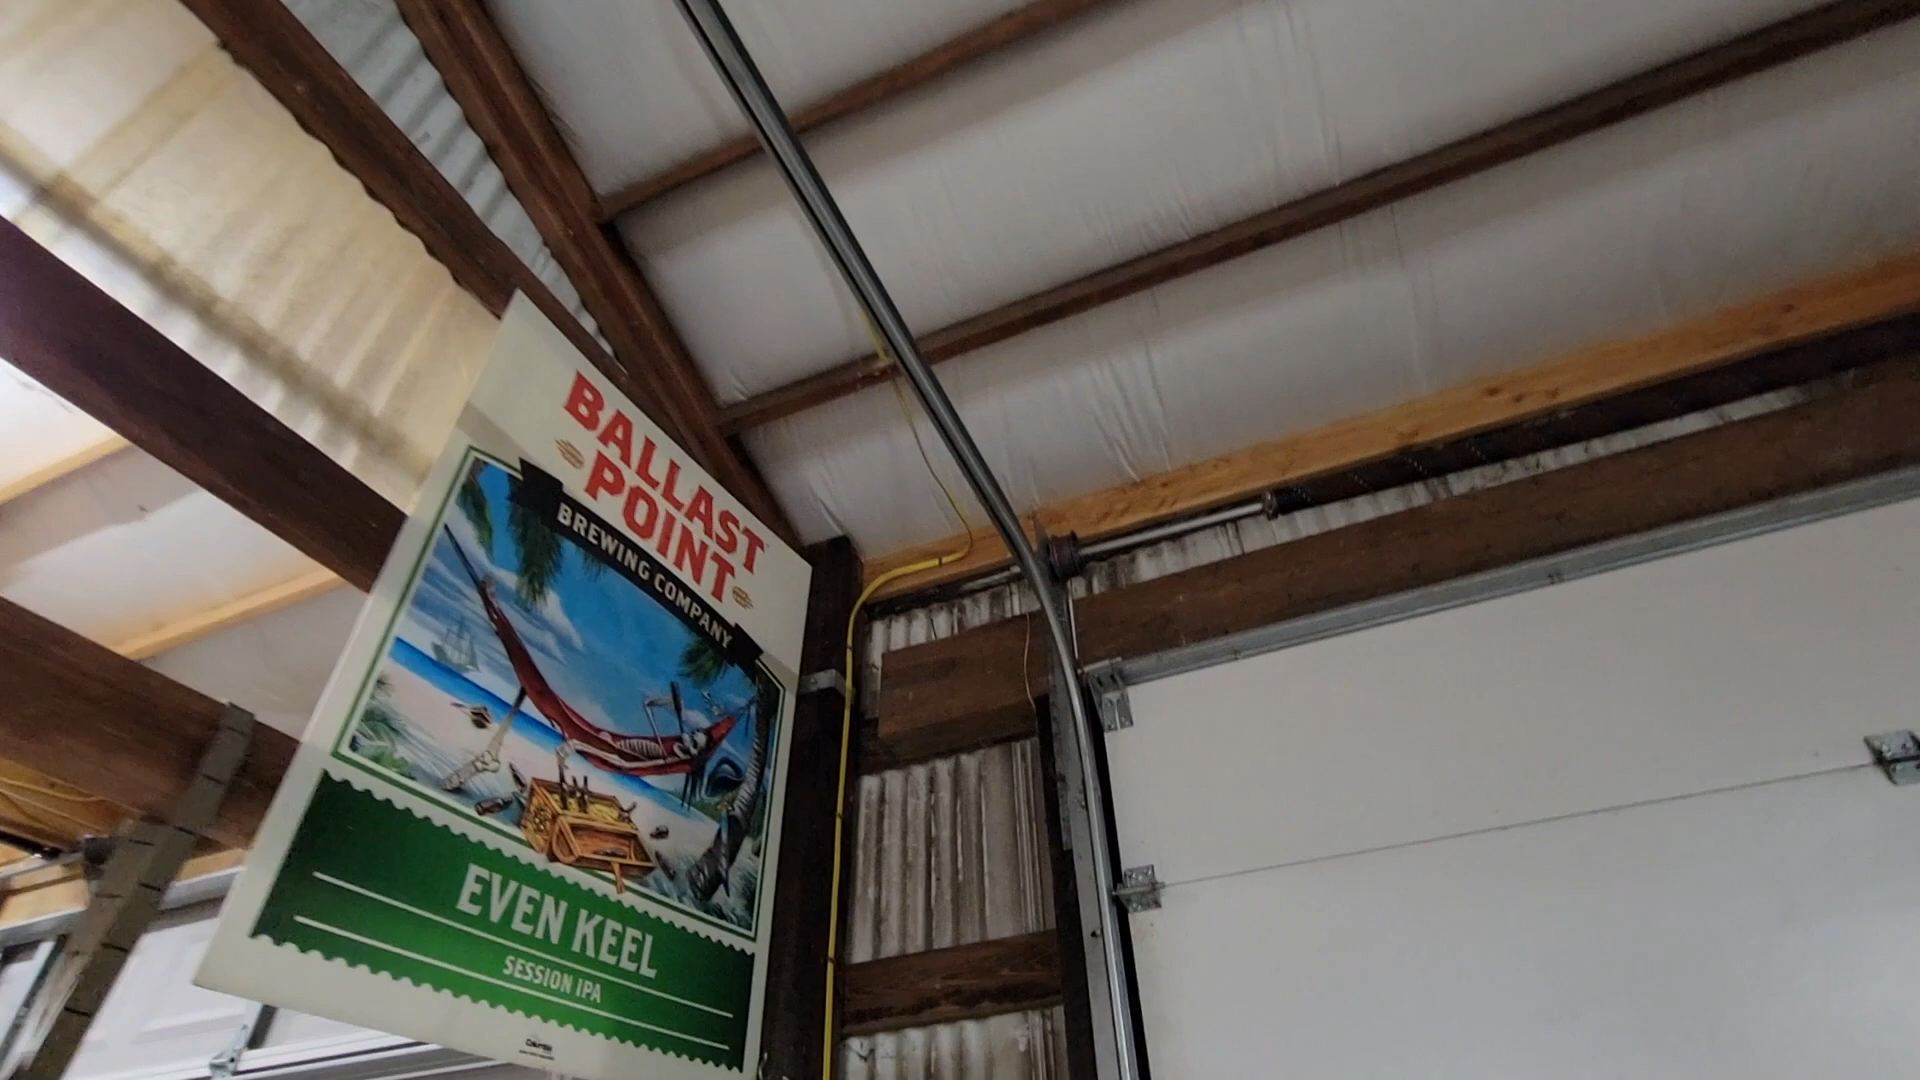 BALLAST
POINT
BREWING COMPANY
EVEN KEEL
SESSION IPA